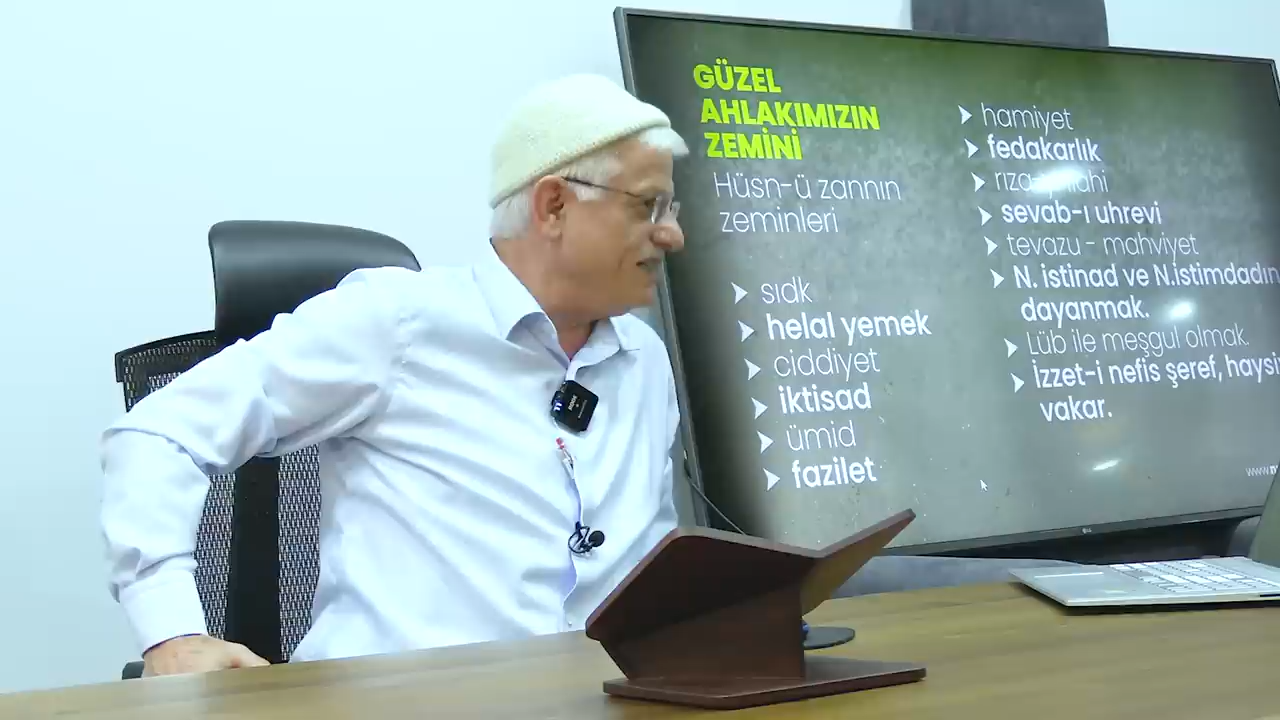 GÜZEL
AHLAKIMIZIN
ZEMİNİ
Hüsn-ü zannın
zeminleri
sıdk
helal yemek
ciddiyet
iktisad
ümid
fazilet
hamiyet
fedakarlık
sevab-ı uhrevi
tevazu - mahviyet
N. istinad ve N.istimdadın
dayanmak.
Lüb ile meşgul olmak.
İzzet-i nefis şeref,
vakar.